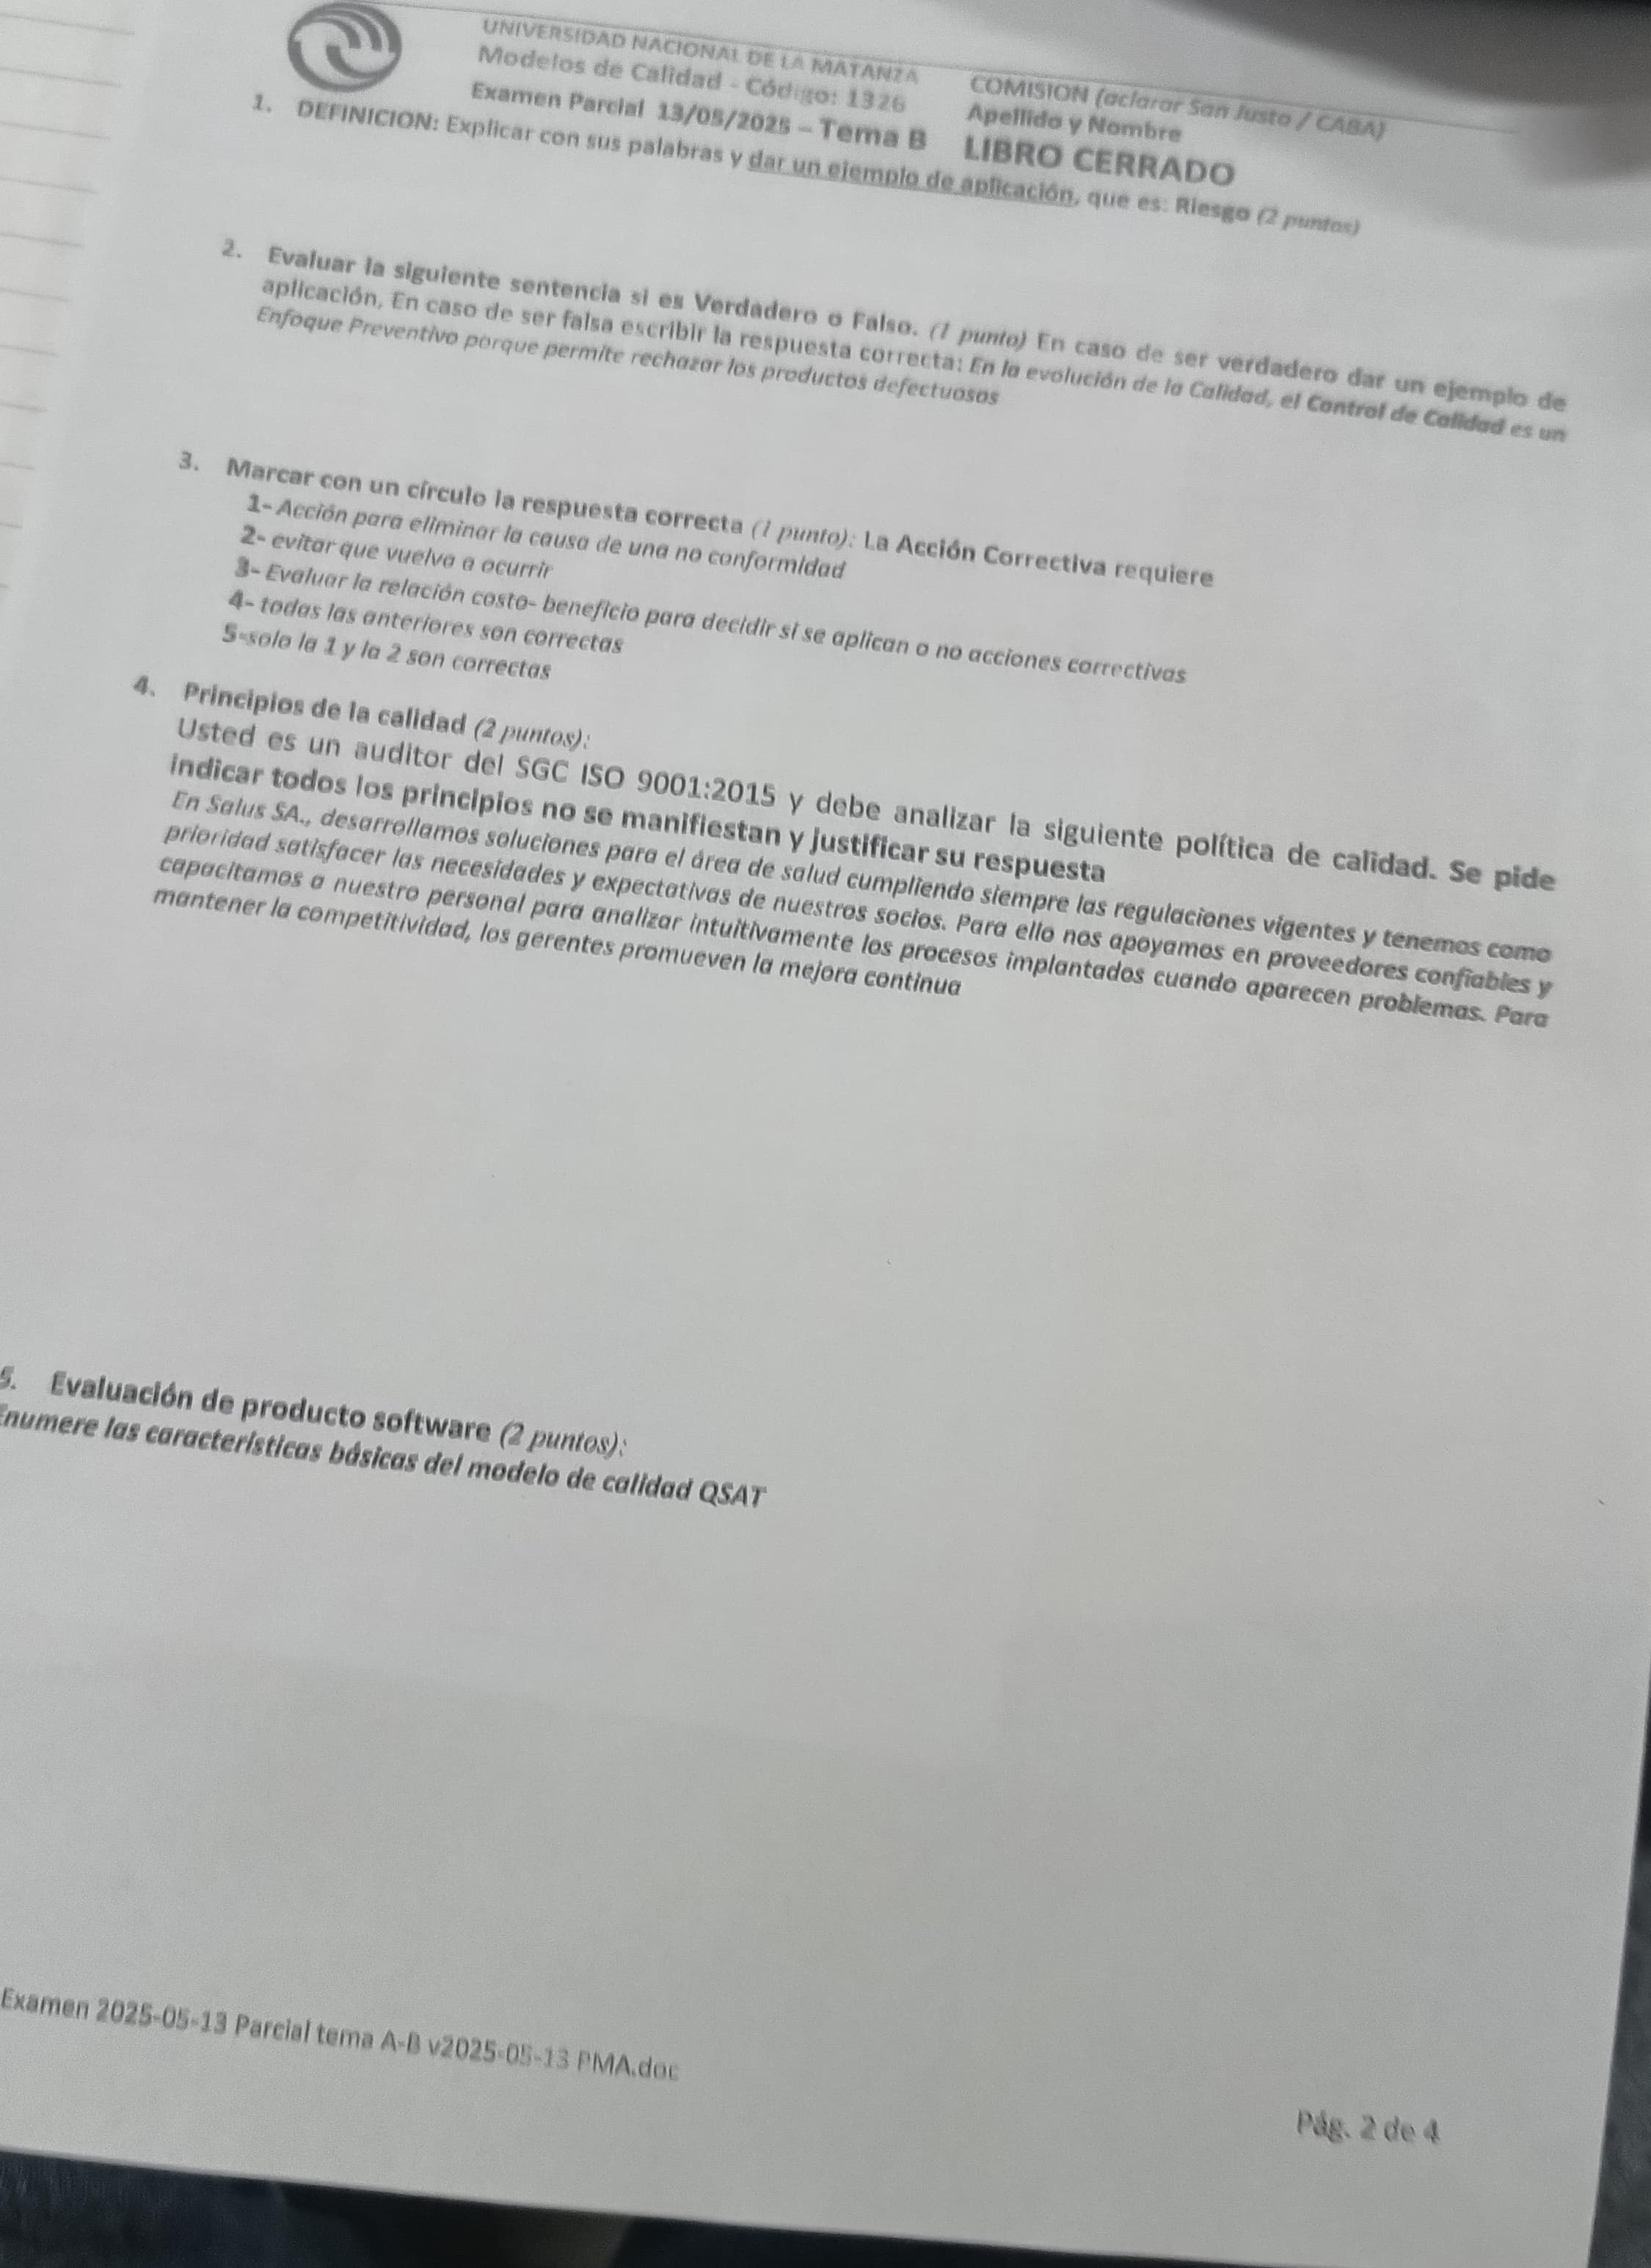 UNIVERSIDAD NACIONAL DE LA MATANZA
Modelos de Calidad - Código: 1326
Examen Parcial 13/05/2025 – Tema B
COMISION (aclarar San Justo / CABA)
Apellido y Nombre
LIBRO CERRADO
1. DEFINICION: Explicar con sus palabras y dar un ejemplo de aplicación, que es: Riesgo (2 puntos)
2. Evaluar la siguiente sentencia si es Verdadero o Falso. (1 punto) En caso de ser verdadero dar un ejemplo de
aplicación, En caso de ser falsa escribir la respuesta correcta: En la evolución de la Calidad, el Control de Calidad es un
Enfoque Preventivo porque permite rechazar los productos defectuosos
3. Marcar con un círculo la respuesta correcta (1 punto): La Acción Correctiva requiere
1- Acción para eliminar la causa de una no conformidad
2- evitar que vuelva a ocurrir
3- Evaluar la relación costo- beneficio para decidir si se aplican o no acciones correctivas
4- todas las anteriores son correctas
5-solo la 1 y la 2 son correctas
4. Principios de la calidad (2 puntos):
Usted es un auditor del SGC ISO 9001:2015 y debe analizar la siguiente política de calidad. Se pide
indicar todos los principios no se manifiestan y justificar su respuesta
En Salus SA., desarrollamos soluciones para el área de salud cumpliendo siempre las regulaciones vigentes y tenemos como
prioridad satisfacer las necesidades y expectativas de nuestros socios. Para ello nos apoyamos en proveedores confiables y
capacitamos a nuestro personal para analizar intuitivamente los procesos implantados cuando aparecen problemas. Para
mantener la competitividad, los gerentes promueven la mejora continua
5. Evaluación de producto software (2 puntos):
Enumere las características básicas del modelo de calidad QSAT
Examen 2025-05-13 Parcial tema A-B v2025-05-13 PMA.doc
Pág. 2 de 4